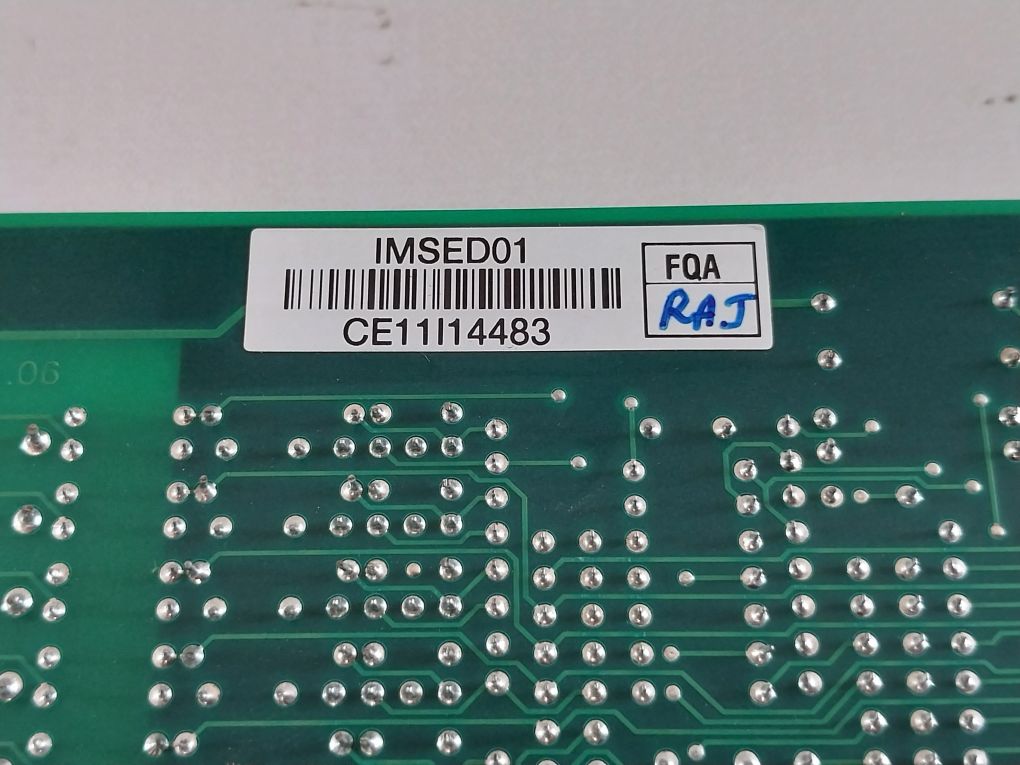 IMSED01
CE11I14483
FQA
RAJ
.06